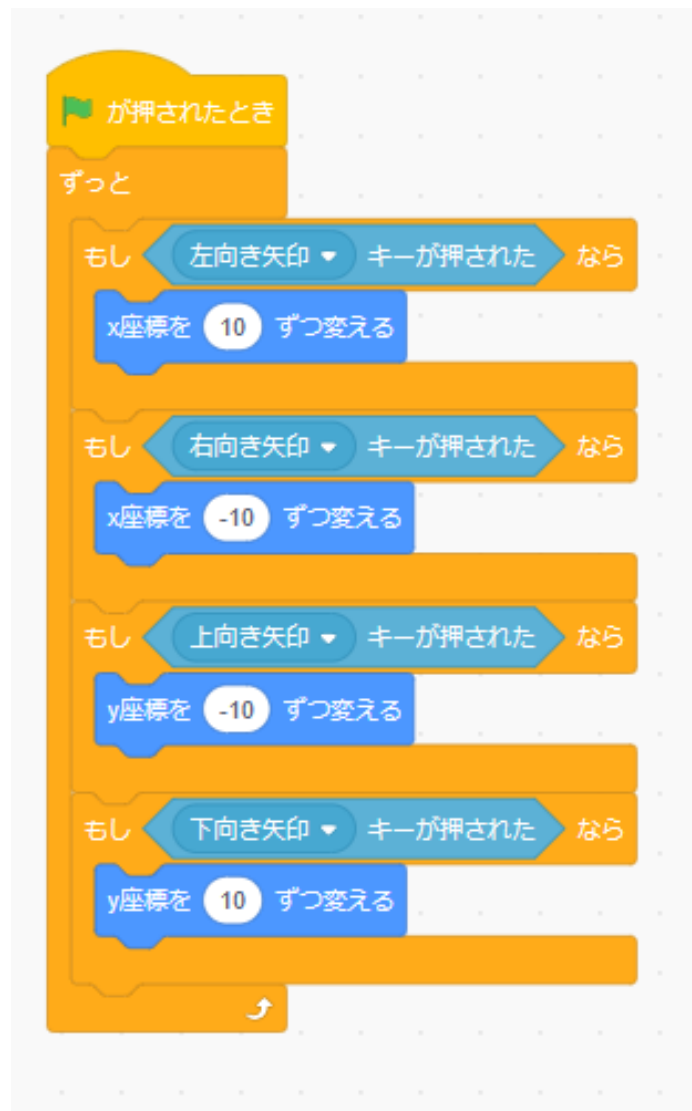 が押されたとき
ずっと
もし 左向き矢印 キーが押された なら
x座標を 10 ずつ変える
もし 右向き矢印 キーが押された なら
x座標を -10 ずつ変える
もし 上向き矢印 キーが押された なら
y座標を -10 ずつ変える
もし 下向き矢印 キーが押された なら
y座標を 10 ずつ変える